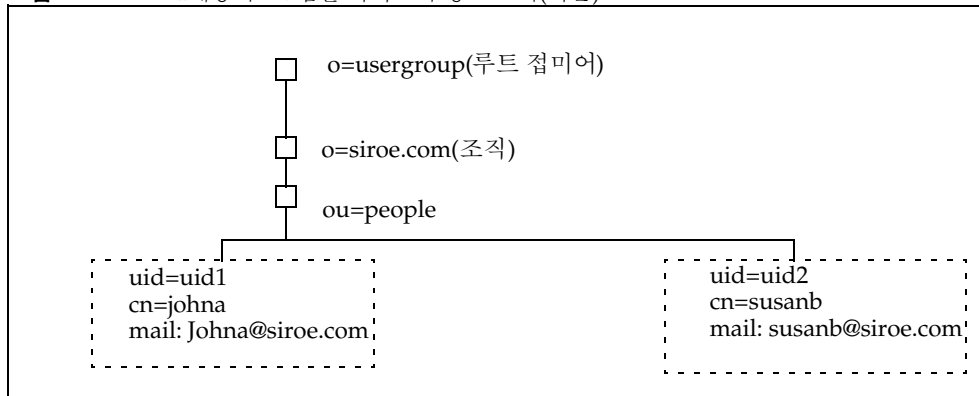 o=usergroup(루트 접미어)
o=siroe.com(조직)
ou=people
uid=uid1
cn=johna
mail: Johna@siroe.com
uid=uid2
cn=susanb
mail: susanb@siroe.com